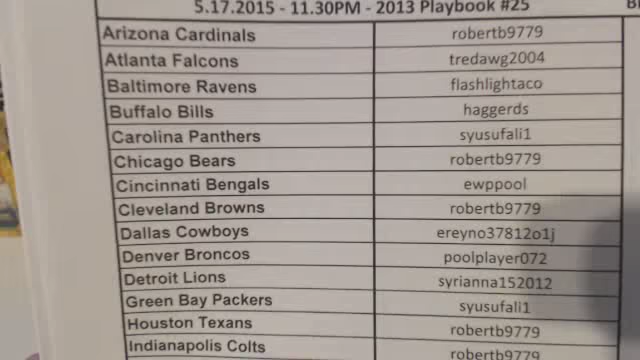 5.17.2015 - 11.30PM - 2013 Playbook #25
Arizona Cardinals robertb9779
Atlanta Falcons tredawg2004
Baltimore Ravens flashlightaco
Buffalo Bills haggerds
Carolina Panthers syusufali1
Chicago Bears robertb9779
Cincinnati Bengals ewppool
Cleveland Browns robertb9779
Dallas Cowboys ereyno37812o1j
Denver Broncos poolplayer072
Detroit Lions syrianna152012
Green Bay Packers syusufali1
Houston Texans robertb9779
Indianapolis Colts robertb9779